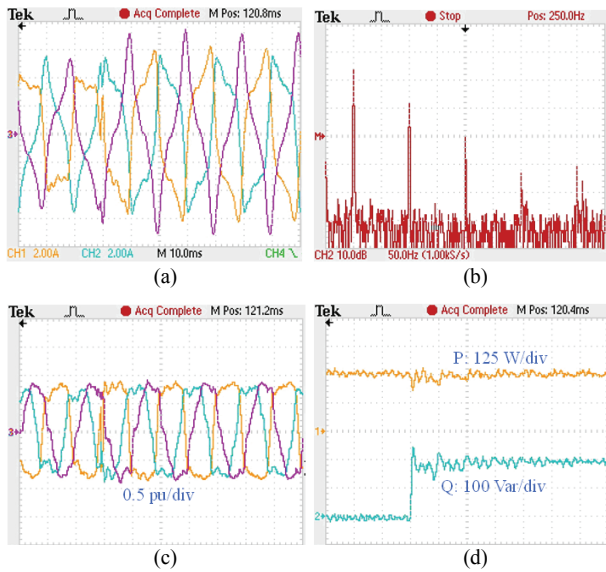 Tek Acq Complete M Pos: 120.8ms
3
CH1 2.00A CH2 2.00A M 10.0ms CH4
(a)
Tek Stop Pos: 250.0Hz
M
CH2 10.0dB 50.0Hz (1.00kS/s)
(b)
Tek Acq Complete M Pos: 121.2ms
3
0.5 pu/div
(c)
Tek Acq Complete M Pos: 120.4ms
P: 125 W/div
1
Q: 100 Var/div
2
(d)